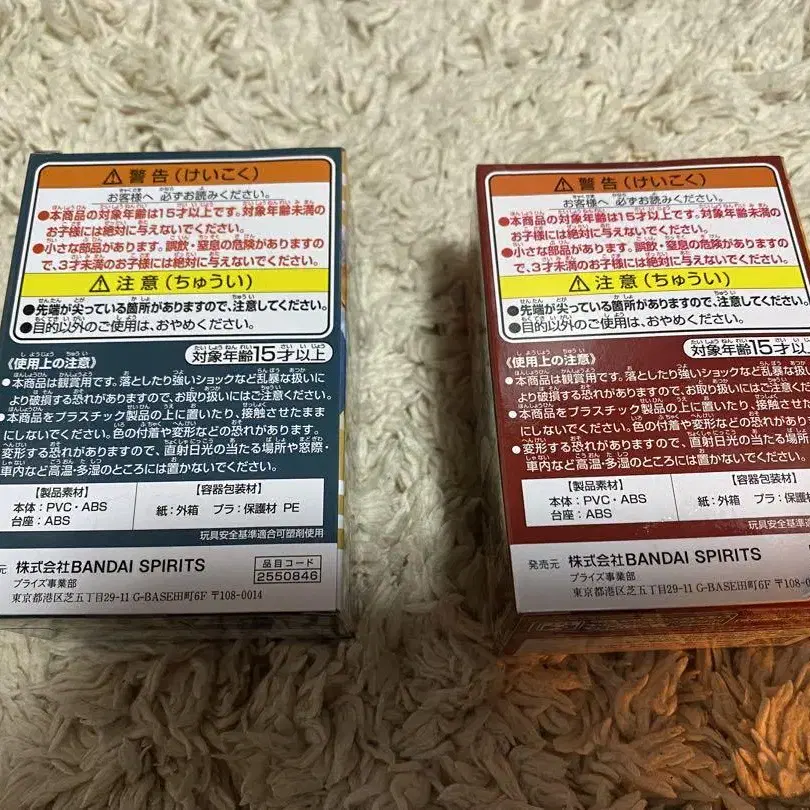 ⚠ 警告(けいこく)
お客様へ 必ずお読みください。
●本商品の対象年齢は15才以上です。対象年齢未満の
お子様には絶対に与えないでください。
●小さな部品があります。誤飲・窒息の危険がありますの
で、3才未満のお子様には絶対に与えないでください。
⚠ 注意(ちゅうい)
●先端が尖っている箇所がありますので、注意してください。
●目的以外のご使用は、おやめください。
《使用上の注意》 対象年齢15才以上
●本商品は観賞用です。落としたり強いショックなど乱暴な扱いに
より破損する恐れがありますので、お取り扱いにはご注意ください。
●本商品をプラスチック製品の上に置いたり、接触させたまま
にしないでください。色の付着や変形などの恐れがあります。
●変形する恐れがありますので、直射日光の当たる場所や窓際・
車内など高温・多湿のところには置かないでください。
【製品素材】
本体:PVC・ABS
台座:ABS
【容器包装材】
紙:外箱 プラ:保護材 PE
玩具安全基準適合可塑剤使用
元 株式会社BANDAI SPIRITS
プライズ事業部
東京都港区芝五丁目29-11 G-BASE田町6F 〒108-0014
品目コード
2550846
⚠ 警告(けいこく)
お客様へ 必ずお読みください。
●本商品の対象年齢は15才以上です。対象年齢未満の
お子様には絶対に与えないでください。
●小さな部品があります。誤飲・窒息の危険がありますの
で、3才未満のお子様には絶対に与えないでください。
⚠ 注意(ちゅうい)
●先端が尖っている箇所がありますので、注意してください
●目的以外のご使用は、おやめください。
《使用上の注意》 対象年齢15才以
●本商品は観賞用です。落としたり強いショックなど乱暴な扱
より破損する恐れがありますので、お取り扱いにはご注意くださ
●本商品をプラスチック製品の上に置いたり、接触させた
にしないでください。色の付着や変形などの恐れがありま
●変形する恐れがありますので、直射日光の当たる場所
車内など高温・多湿のところには置かないでください。
【製品素材】
本体:PVC・ABS
台座:ABS
【容器包装材】
紙:外箱 プラ:保護材
玩具安全基準適合可塑剤
発売元 株式会社BANDAI SPIRITS
プライズ事業部
東京都港区芝五丁目29-11 G-BASE田町6F 〒108-0